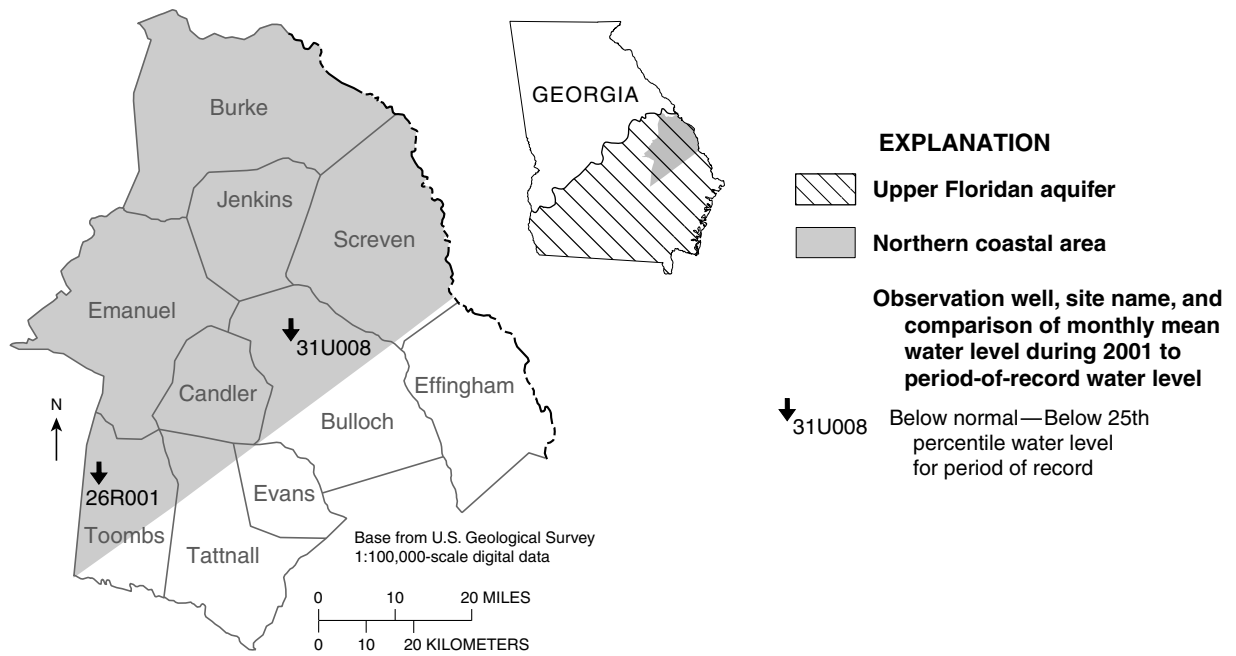 Burke
Jenkins
Screven
Emanuel
31U008
Candler
Effingham
Bulloch
N
26R001
Evans
Toombs
Tattnall
Base from U.S. Geological Survey
1:100,000-scale digital data
0 10 20 MILES
0 10 20 KILOMETERS
GEORGIA
EXPLANATION
Upper Floridan aquifer
Northern coastal area
Observation well, site name, and
comparison of monthly mean
water level during 2001 to
period-of-record water level
31U008
Below normal—Below 25th
percentile water level
for period of record